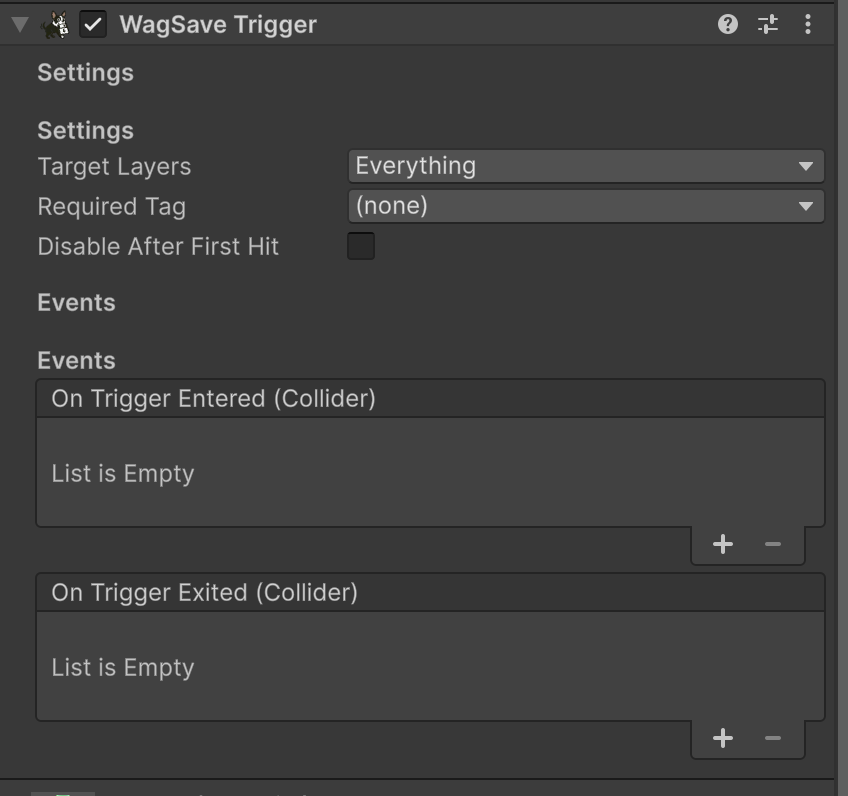 WagSave Trigger
Settings
Settings
Target Layers Everything
Required Tag (none)
Disable After First Hit
Events
Events
On Trigger Entered (Collider)
List is Empty
On Trigger Exited (Collider)
List is Empty